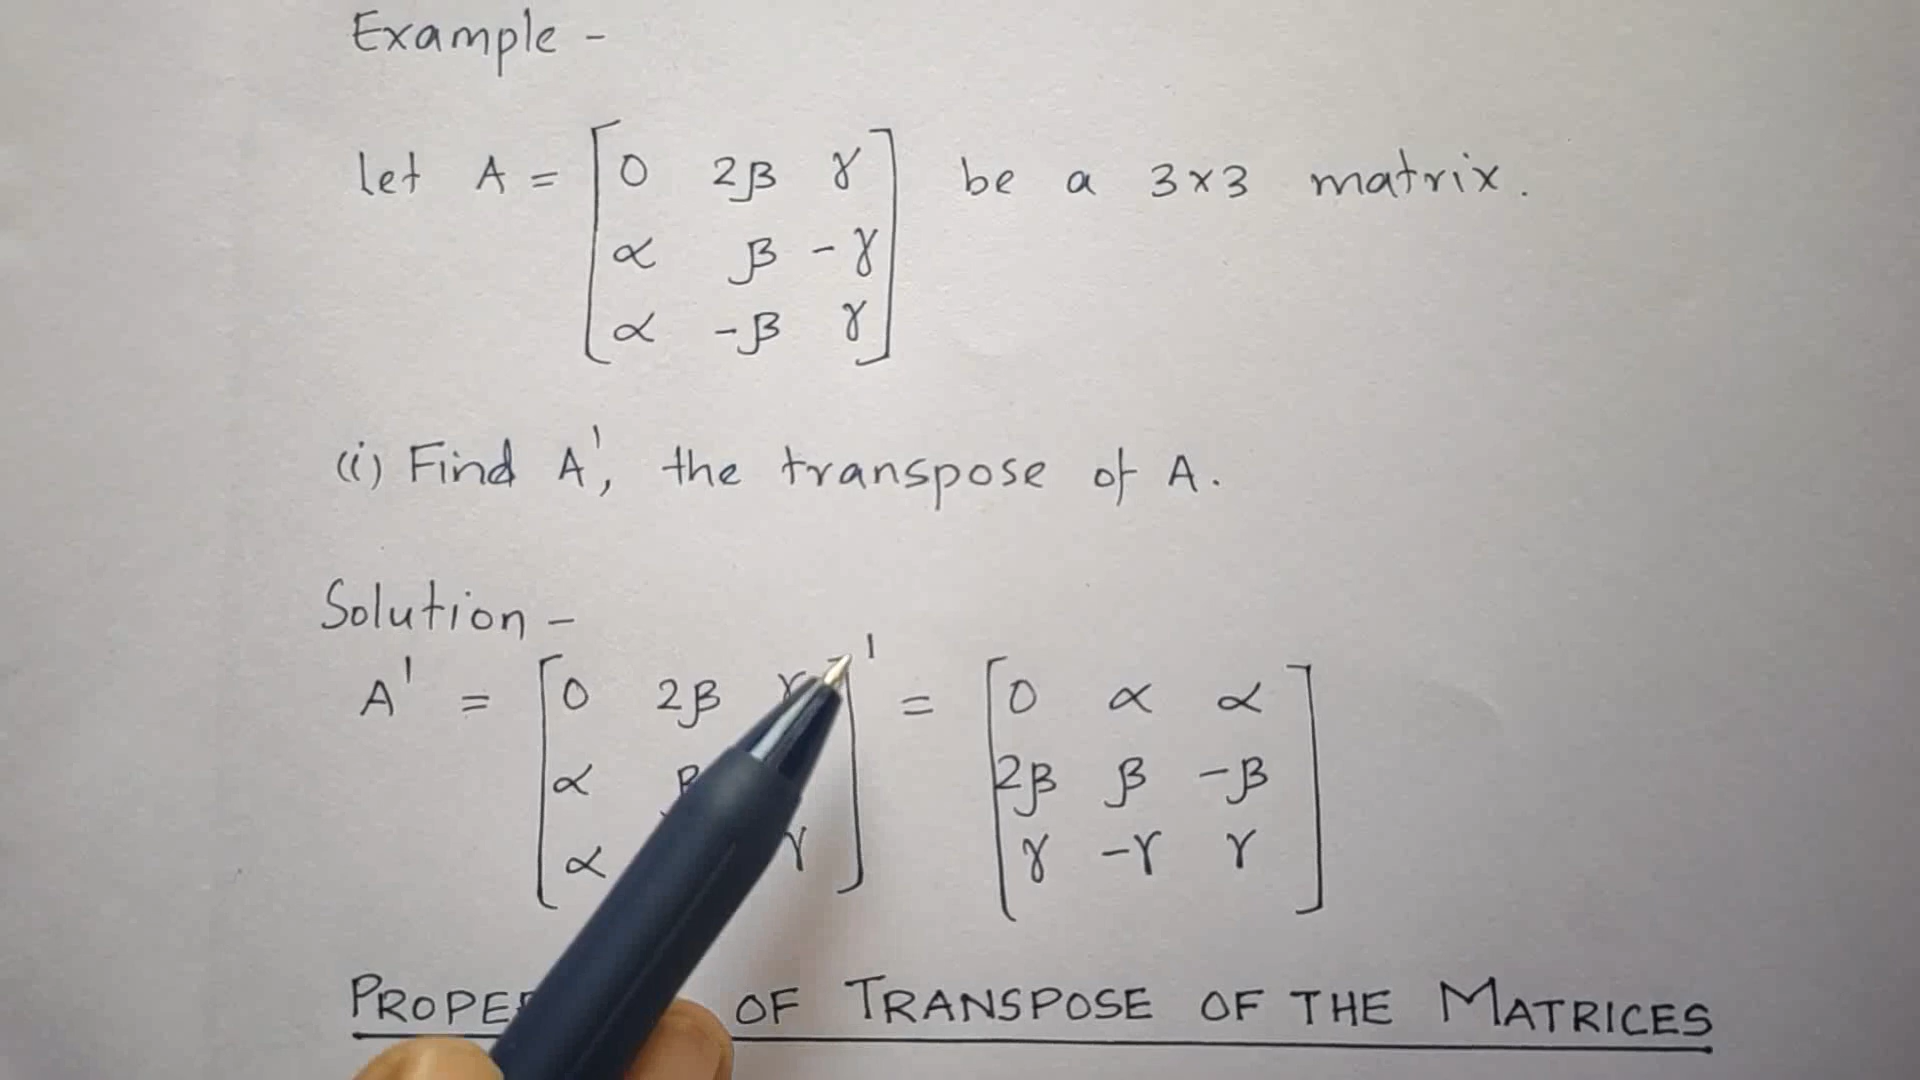 Example -
let A = [ 0 2β γ be a 3×3 matrix.
α β -γ
α -β γ ]
(i) Find A', the transpose of A.
Solution -
A' = [ 0 2β γ ]' = [ 0 α α
α β 2β β -β
α γ γ -γ γ ]
OF TRANSPOSE OF THE MATRICES